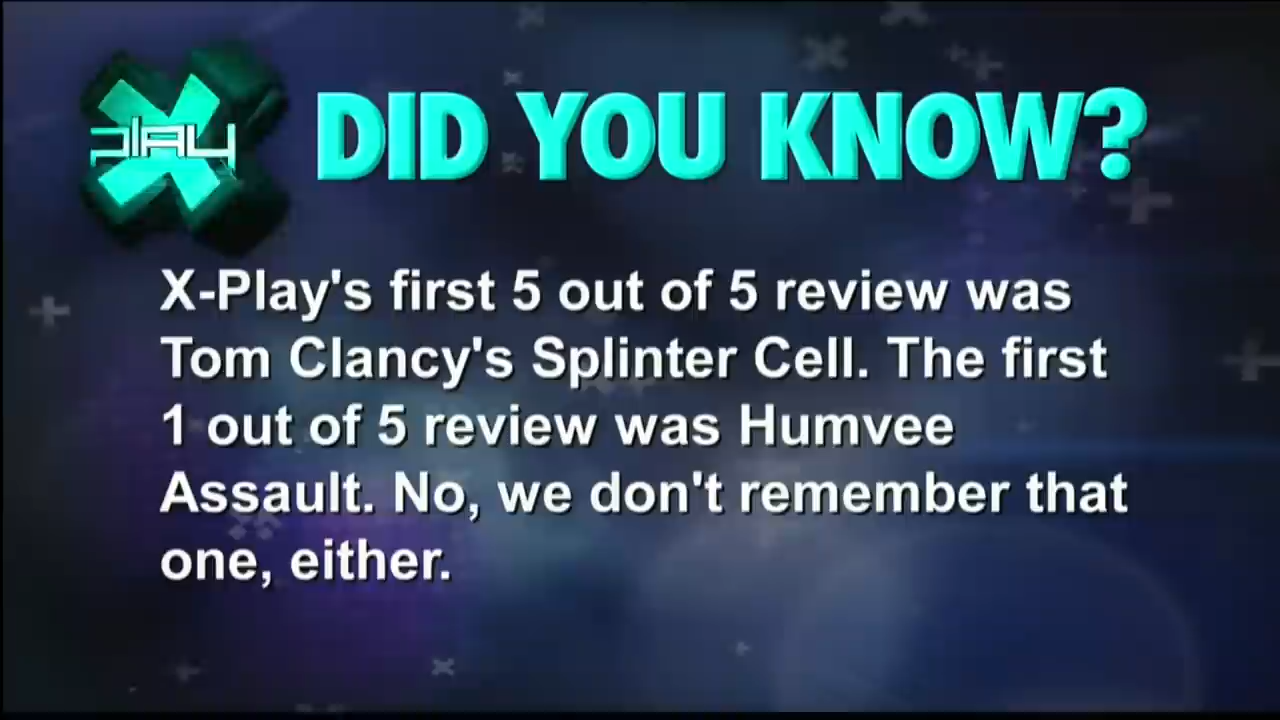 play
DID YOU KNOW?
X-Play's first 5 out of 5 review was
Tom Clancy's Splinter Cell. The first
1 out of 5 review was Humvee
Assault. No, we don't remember that
one, either.